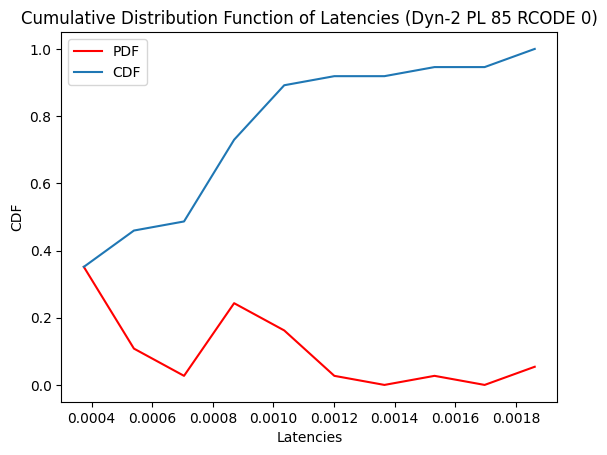 Cumulative Distribution Function of Latencies (Dyn-2 PL 85 RCODE 0)
PDF
CDF
1.0
0.8
0.6
0.4
0.2
0.0
CDF
0.0004 0.0006 0.0008 0.0010 0.0012 0.0014 0.0016 0.0018
Latencies